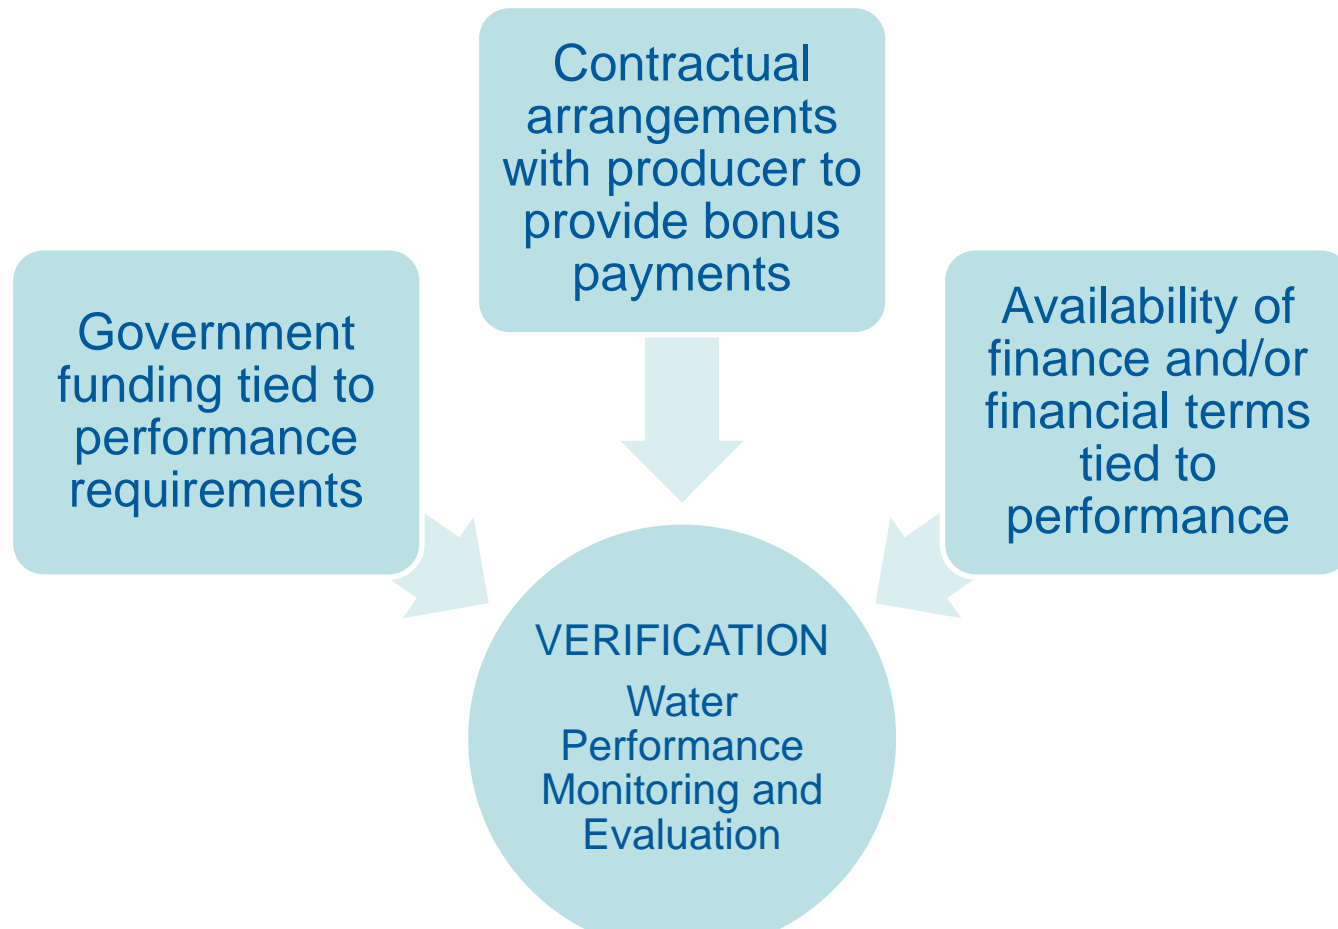 Contractual
arrangements
with producer to
provide bonus
payments
Government
funding tied to
performance
requirements
Availability of
finance and/or
financial terms
tied to
performance
VERIFICATION
Water
Performance
Monitoring and
Evaluation